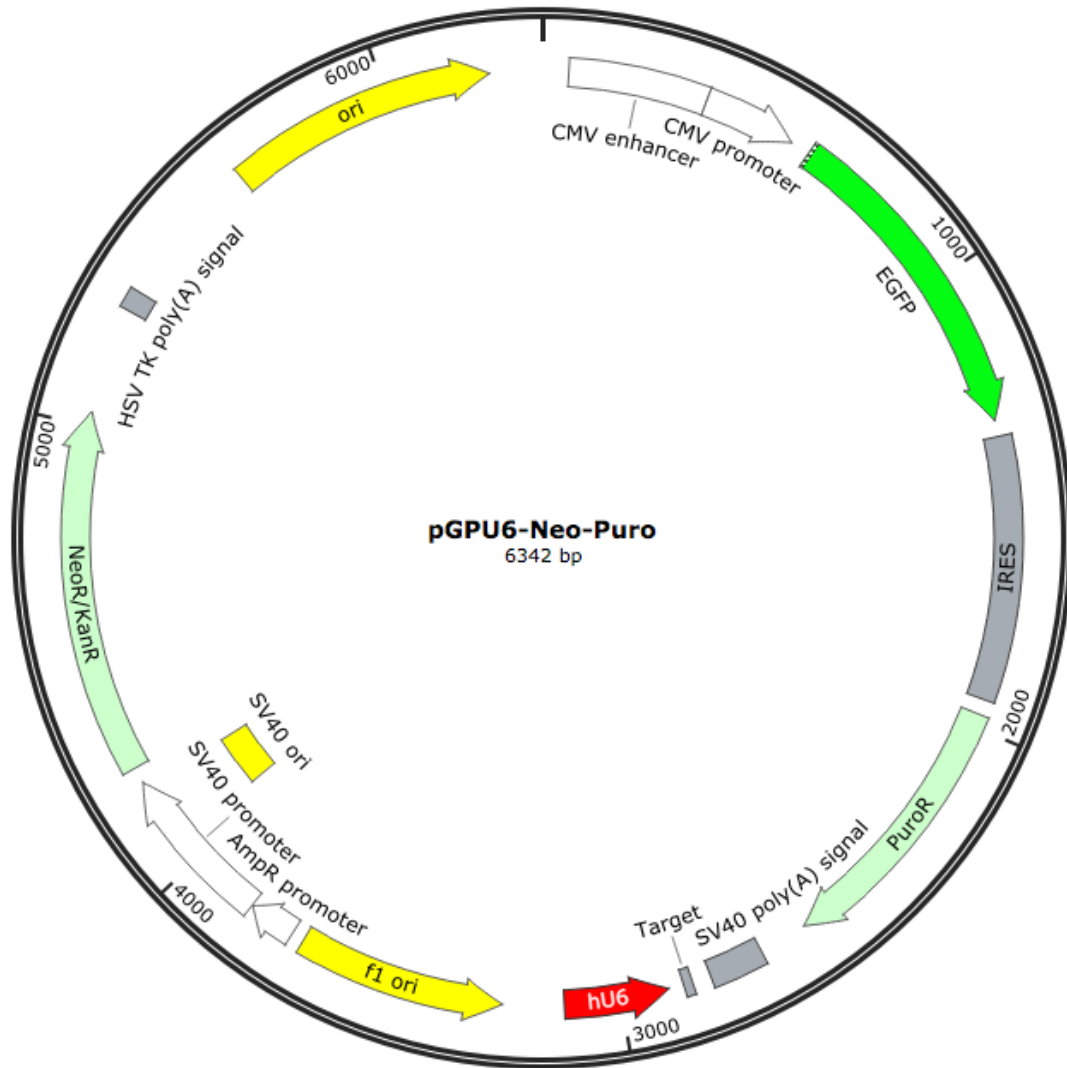 6000
ori
CMV enhancer
CMV promoter
1000
EGFP
HSV TK poly(A) signal
5000
pGPU6-Neo-Puro
6342 bp
IRES
NeoR/KanR
2000
SV40 ori
SV40 promoter
AmpR promoter
PuroR
SV40 poly(A) signal
4000
Target
f1 ori
hU6
3000